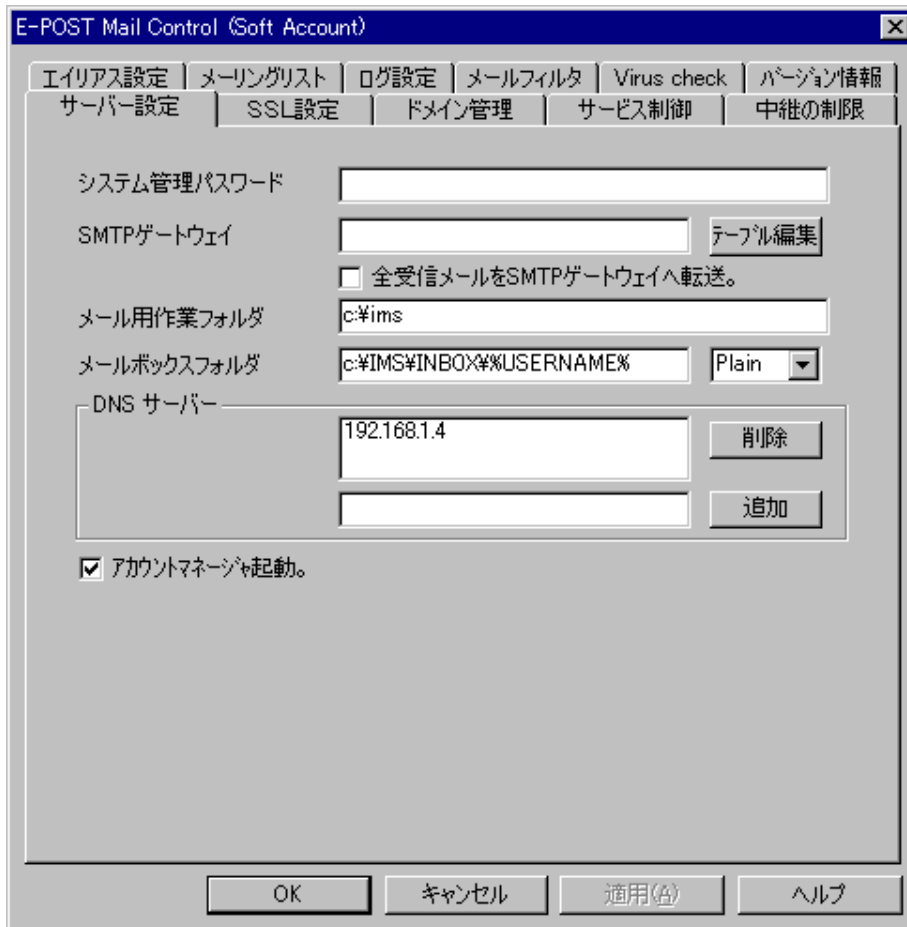 E-POST Mail Control (Soft Account)
エイリアス設定 メーリングリスト ログ設定 メールフィルタ Virus check バージョン情報
サーバー設定 SSL設定 ドメイン管理 サービス制御 中継の制限
システム管理パスワード
SMTPゲートウェイ テーブル編集
全受信メールをSMTPゲートウェイへ転送。
メール用作業フォルダ c:¥ims
メールボックスフォルダ c:¥IMS¥INBOX¥%USERNAME% Plain
DNS サーバー
192.168.1.4 削除
追加
アカウントマネージャ起動。
OK キャンセル 適用(A) ヘルプ